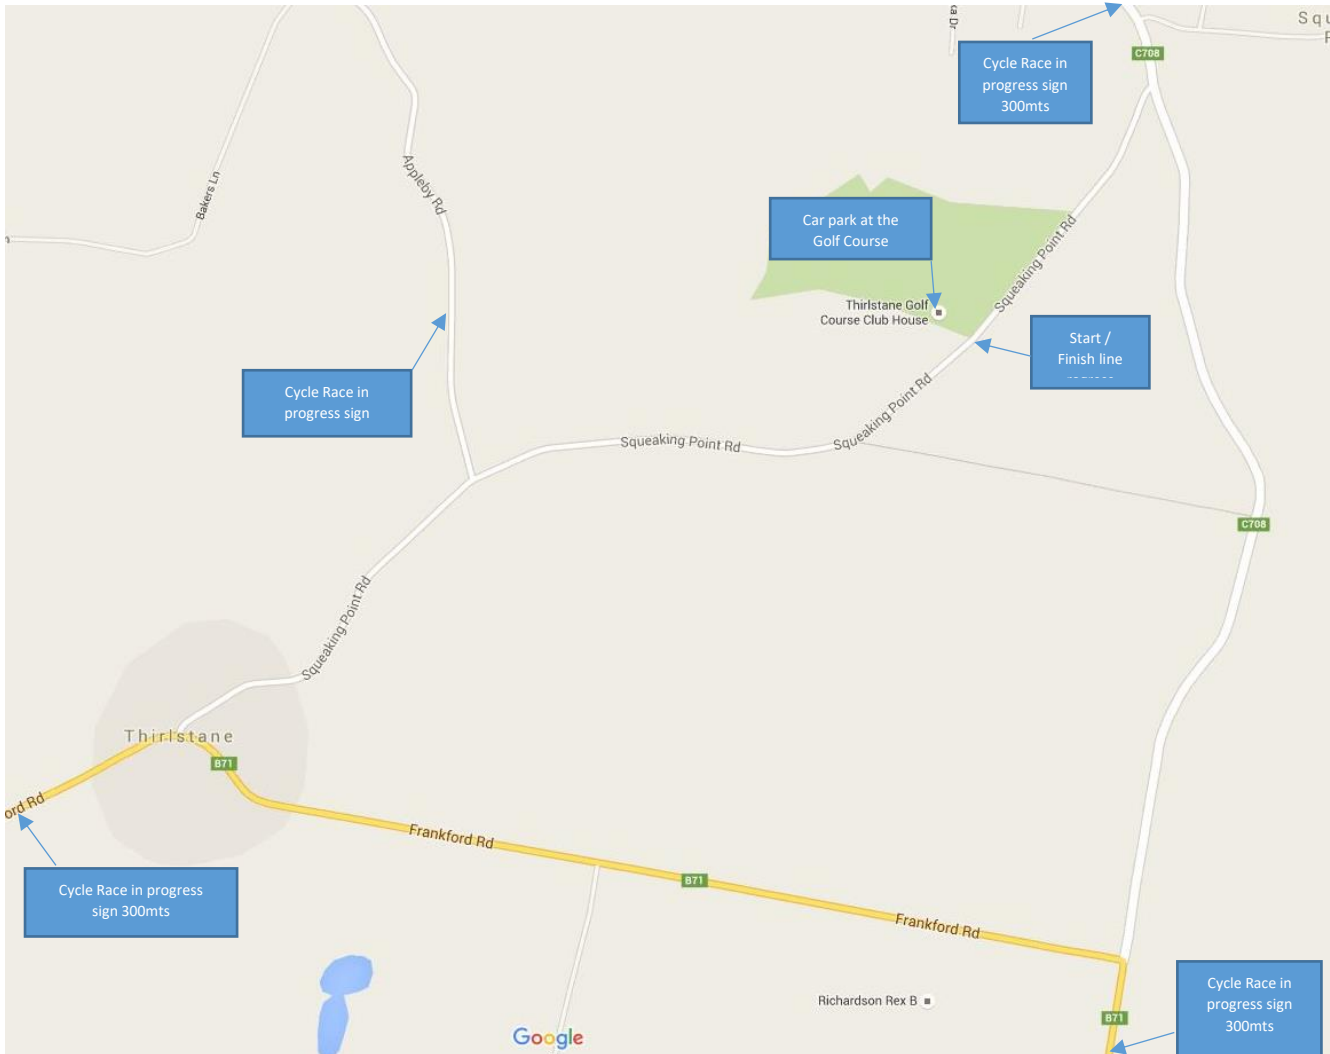 ca Dr
Squ
F
C708
Cycle Race in
progress sign
300mts
Appleby Rd
Bakers Ln
n
Car park at the
Golf Course
Squeaking Point Rd
Thirlstane Golf
Course Club House
Start /
Finish line
Squeaking Point Rd
Cycle Race in
progress sign
Squeaking Point Rd
C708
Squeaking Point Rd
Thirlstane
B71
ord Rd
Frankford Rd
Cycle Race in progress
sign 300mts
B71
Frankford Rd
Richardson Rex B
Cycle Race in
progress sign
300mts
B71
Google